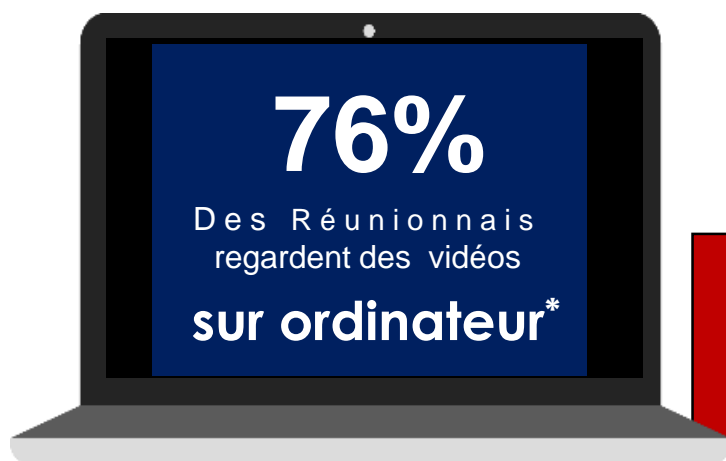 76%
Des Réunionnais
regardent des vidéos
sur ordinateur*